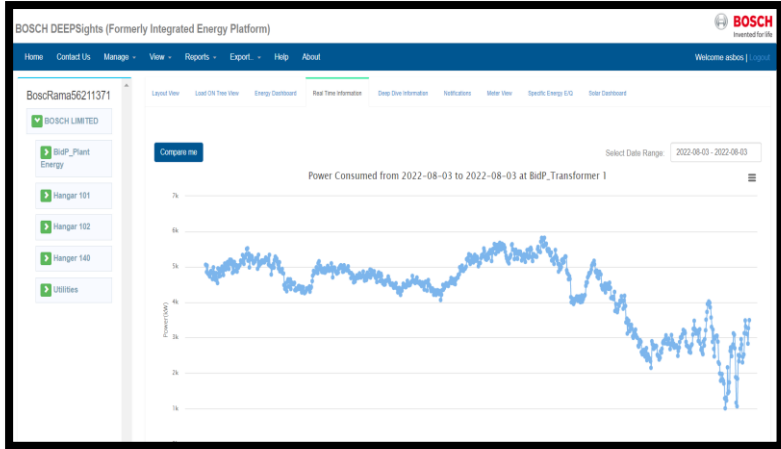 BOSCH DEEPSights (Formerly Integrated Energy Platform)
BOSCH
Invented for life
Home Contact Us Manage View Reports Export.. Help About Welcome asbos | Logout
BoscRama56211371
BOSCH LIMITED
BidP_Plant
Energy
Hangar 101
Hangar 102
Hanger 140
Utilities
Layout View Load ON Tree View Energy Dashboard Real Time Information Deep Dive Information Notifications Meter View Specific Energy E/Q Solar Dashboard
Compare me
Select Date Range: 2022-08-03 - 2022-08-03
Power Consumed from 2022-08-03 to 2022-08-03 at BidP_Transformer 1
Power(kW)
7k
6k
5k
4k
3k
2k
1k